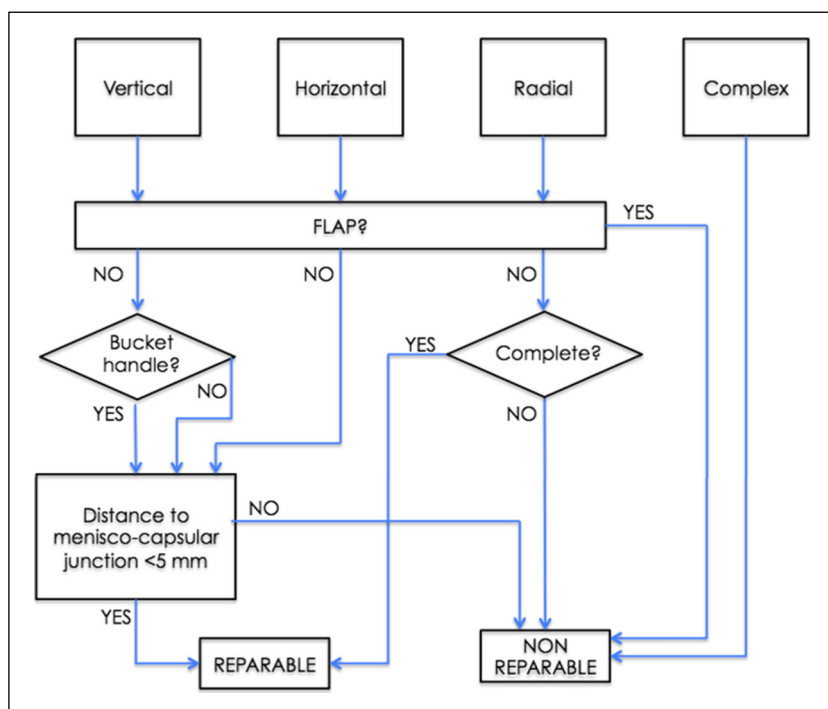 Vertical
Horizontal
Radial
Complex
FLAP?
YES
NO
NO
NO
Bucket
handle?
YES
Complete?
NO
YES
NO
Distance to
menisco-capsular
junction <5 mm
NO
YES
REPARABLE
NON
REPARABLE